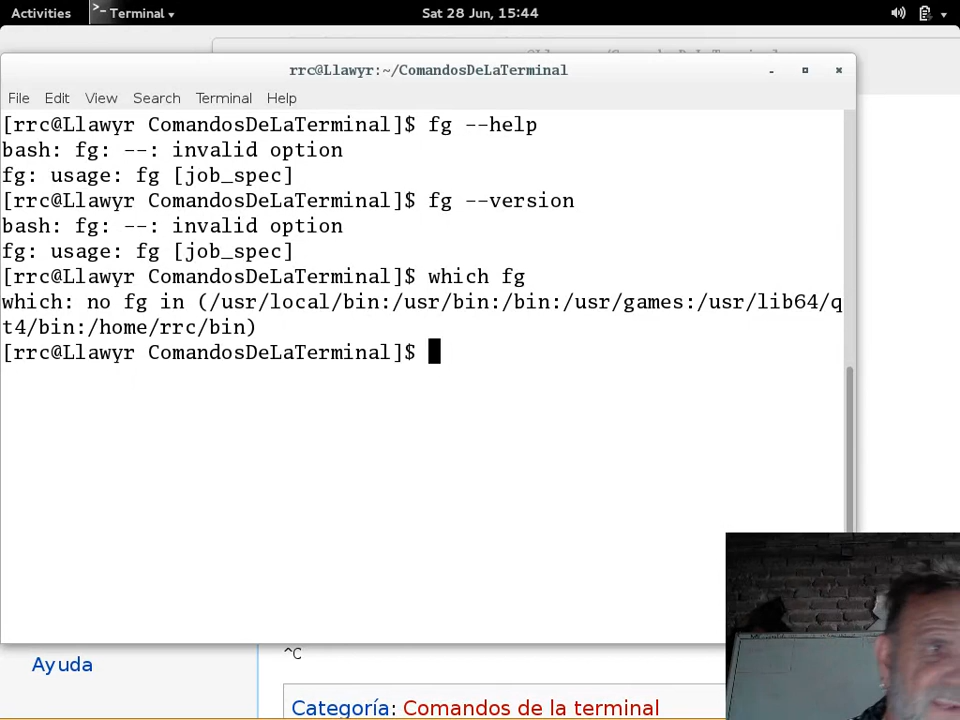 Activities
>_ Terminal
Sat 28 Jun, 15:44
rrc@Llawyr:~/ComandosDeLaTerminal
File Edit View Search Terminal Help
[rrc@Llawyr ComandosDeLaTerminal]$ fg --help
bash: fg: --: invalid option
fg: usage: fg [job_spec]
[rrc@Llawyr ComandosDeLaTerminal]$ fg --version
bash: fg: --: invalid option
fg: usage: fg [job_spec]
[rrc@Llawyr ComandosDeLaTerminal]$ which fg
which: no fg in (/usr/local/bin:/usr/bin:/bin:/usr/games:/usr/lib64/q
t4/bin:/home/rrc/bin)
[rrc@Llawyr ComandosDeLaTerminal]$
Ayuda
^C
Categoría: Comandos de la terminal